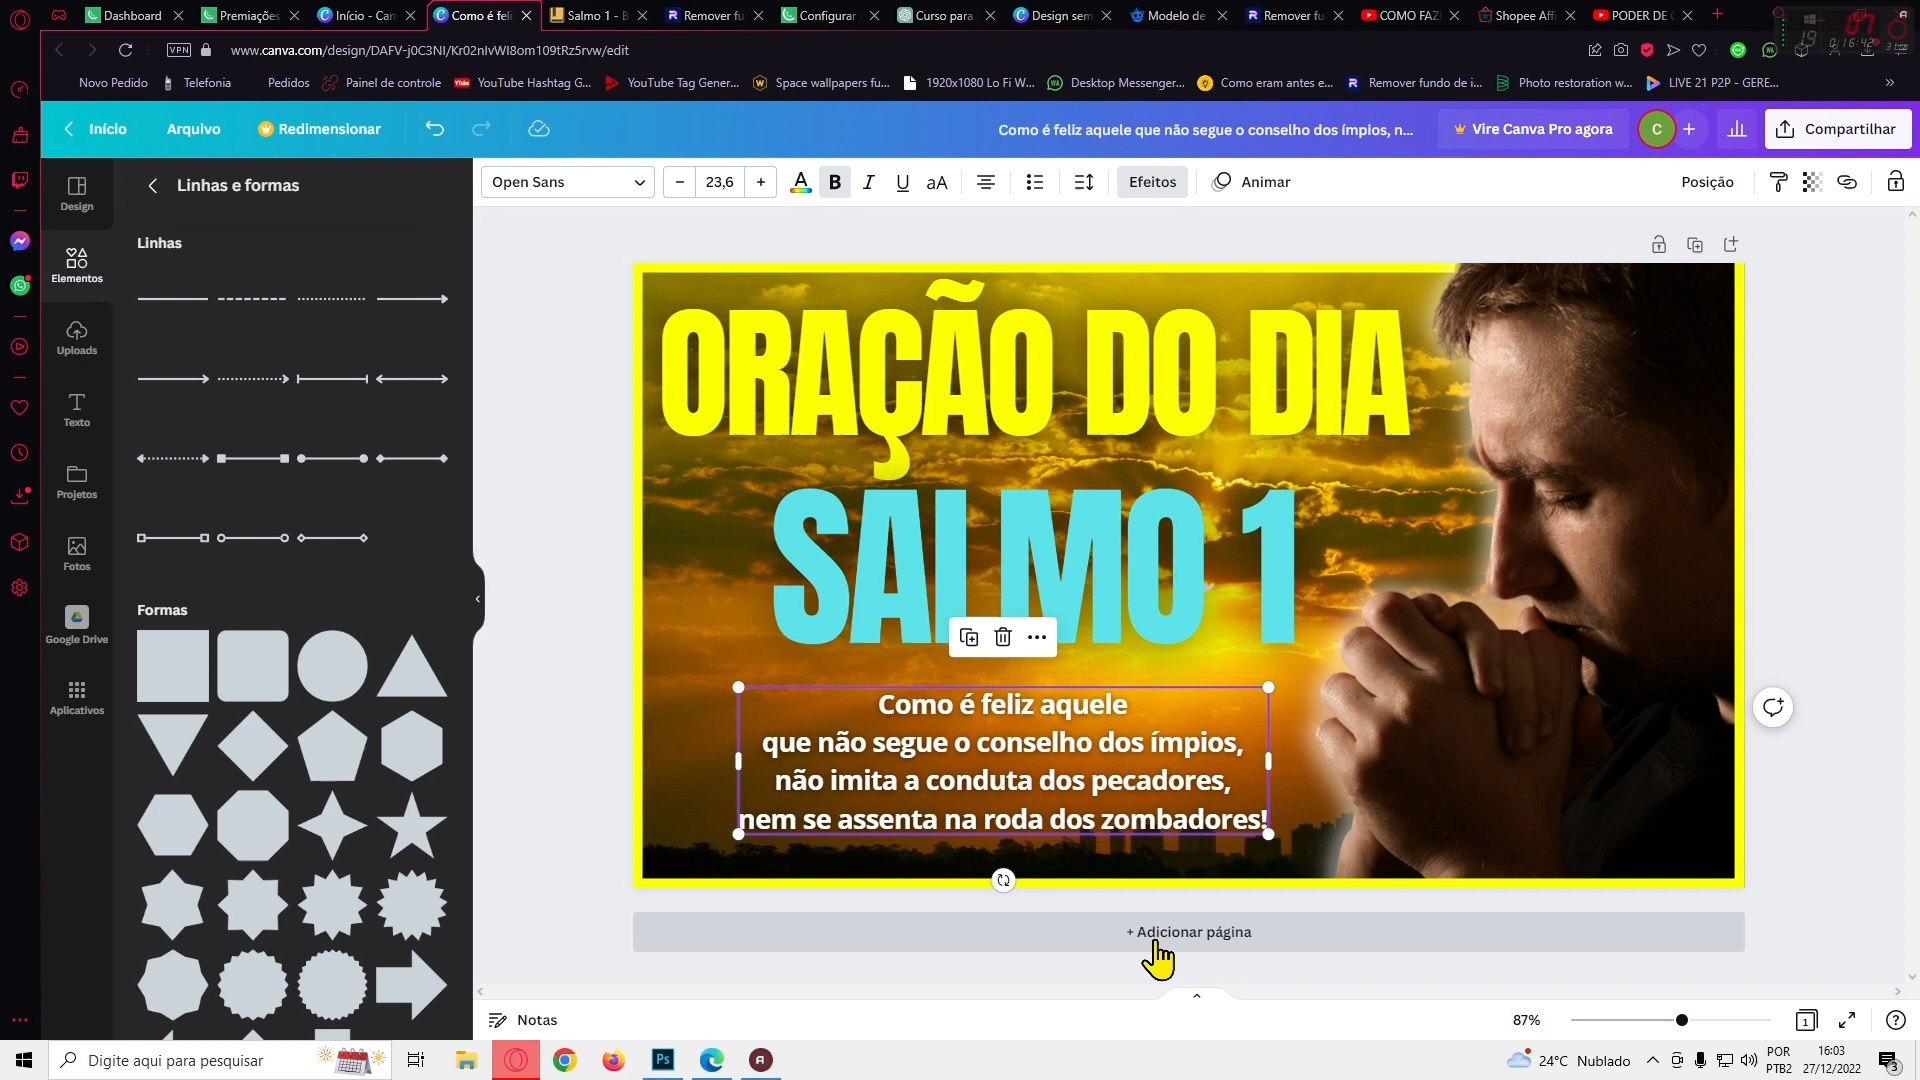 Dashboard
Premiações
Início - Can
Como é feli
Salmo 1 - B
Remover fu
Configurar
Curso para
Design sem
Modelo de
Remover fu
COMO FAZ
Shopee Affi
PODER DE
VPN
www.canva.com/design/DAFV-j0C3NI/Kr02nIvWI8om109tRz5rvw/edit
Novo Pedido
Telefonia
Pedidos
Painel de controle
YouTube Hashtag G...
YouTube Tag Gener...
Space wallpapers fu...
1920x1080 Lo Fi W...
Desktop Messenger...
Como eram antes e...
Remover fundo de i...
Photo restoration w...
LIVE 21 P2P - GERE...
Início
Arquivo
Redimensionar
Como é feliz aquele que não segue o conselho dos ímpios, n...
Vire Canva Pro agora
C
Compartilhar
Design
Elementos
Uploads
Texto
Projetos
Fotos
Google Drive
Aplicativos
Linhas e formas
Linhas
Formas
Open Sans
23,6
A
B
I
U
aA
Efeitos
Animar
Posição
ORAÇÃO DO DIA
SALMO 1
Como é feliz aquele
que não segue o conselho dos ímpios,
não imita a conduta dos pecadores,
nem se assenta na roda dos zombadores!
+ Adicionar página
Notas
87%
1
Digite aqui para pesquisar
Ps
24°C Nublado
POR
PTB2
16:03
27/12/2022
3